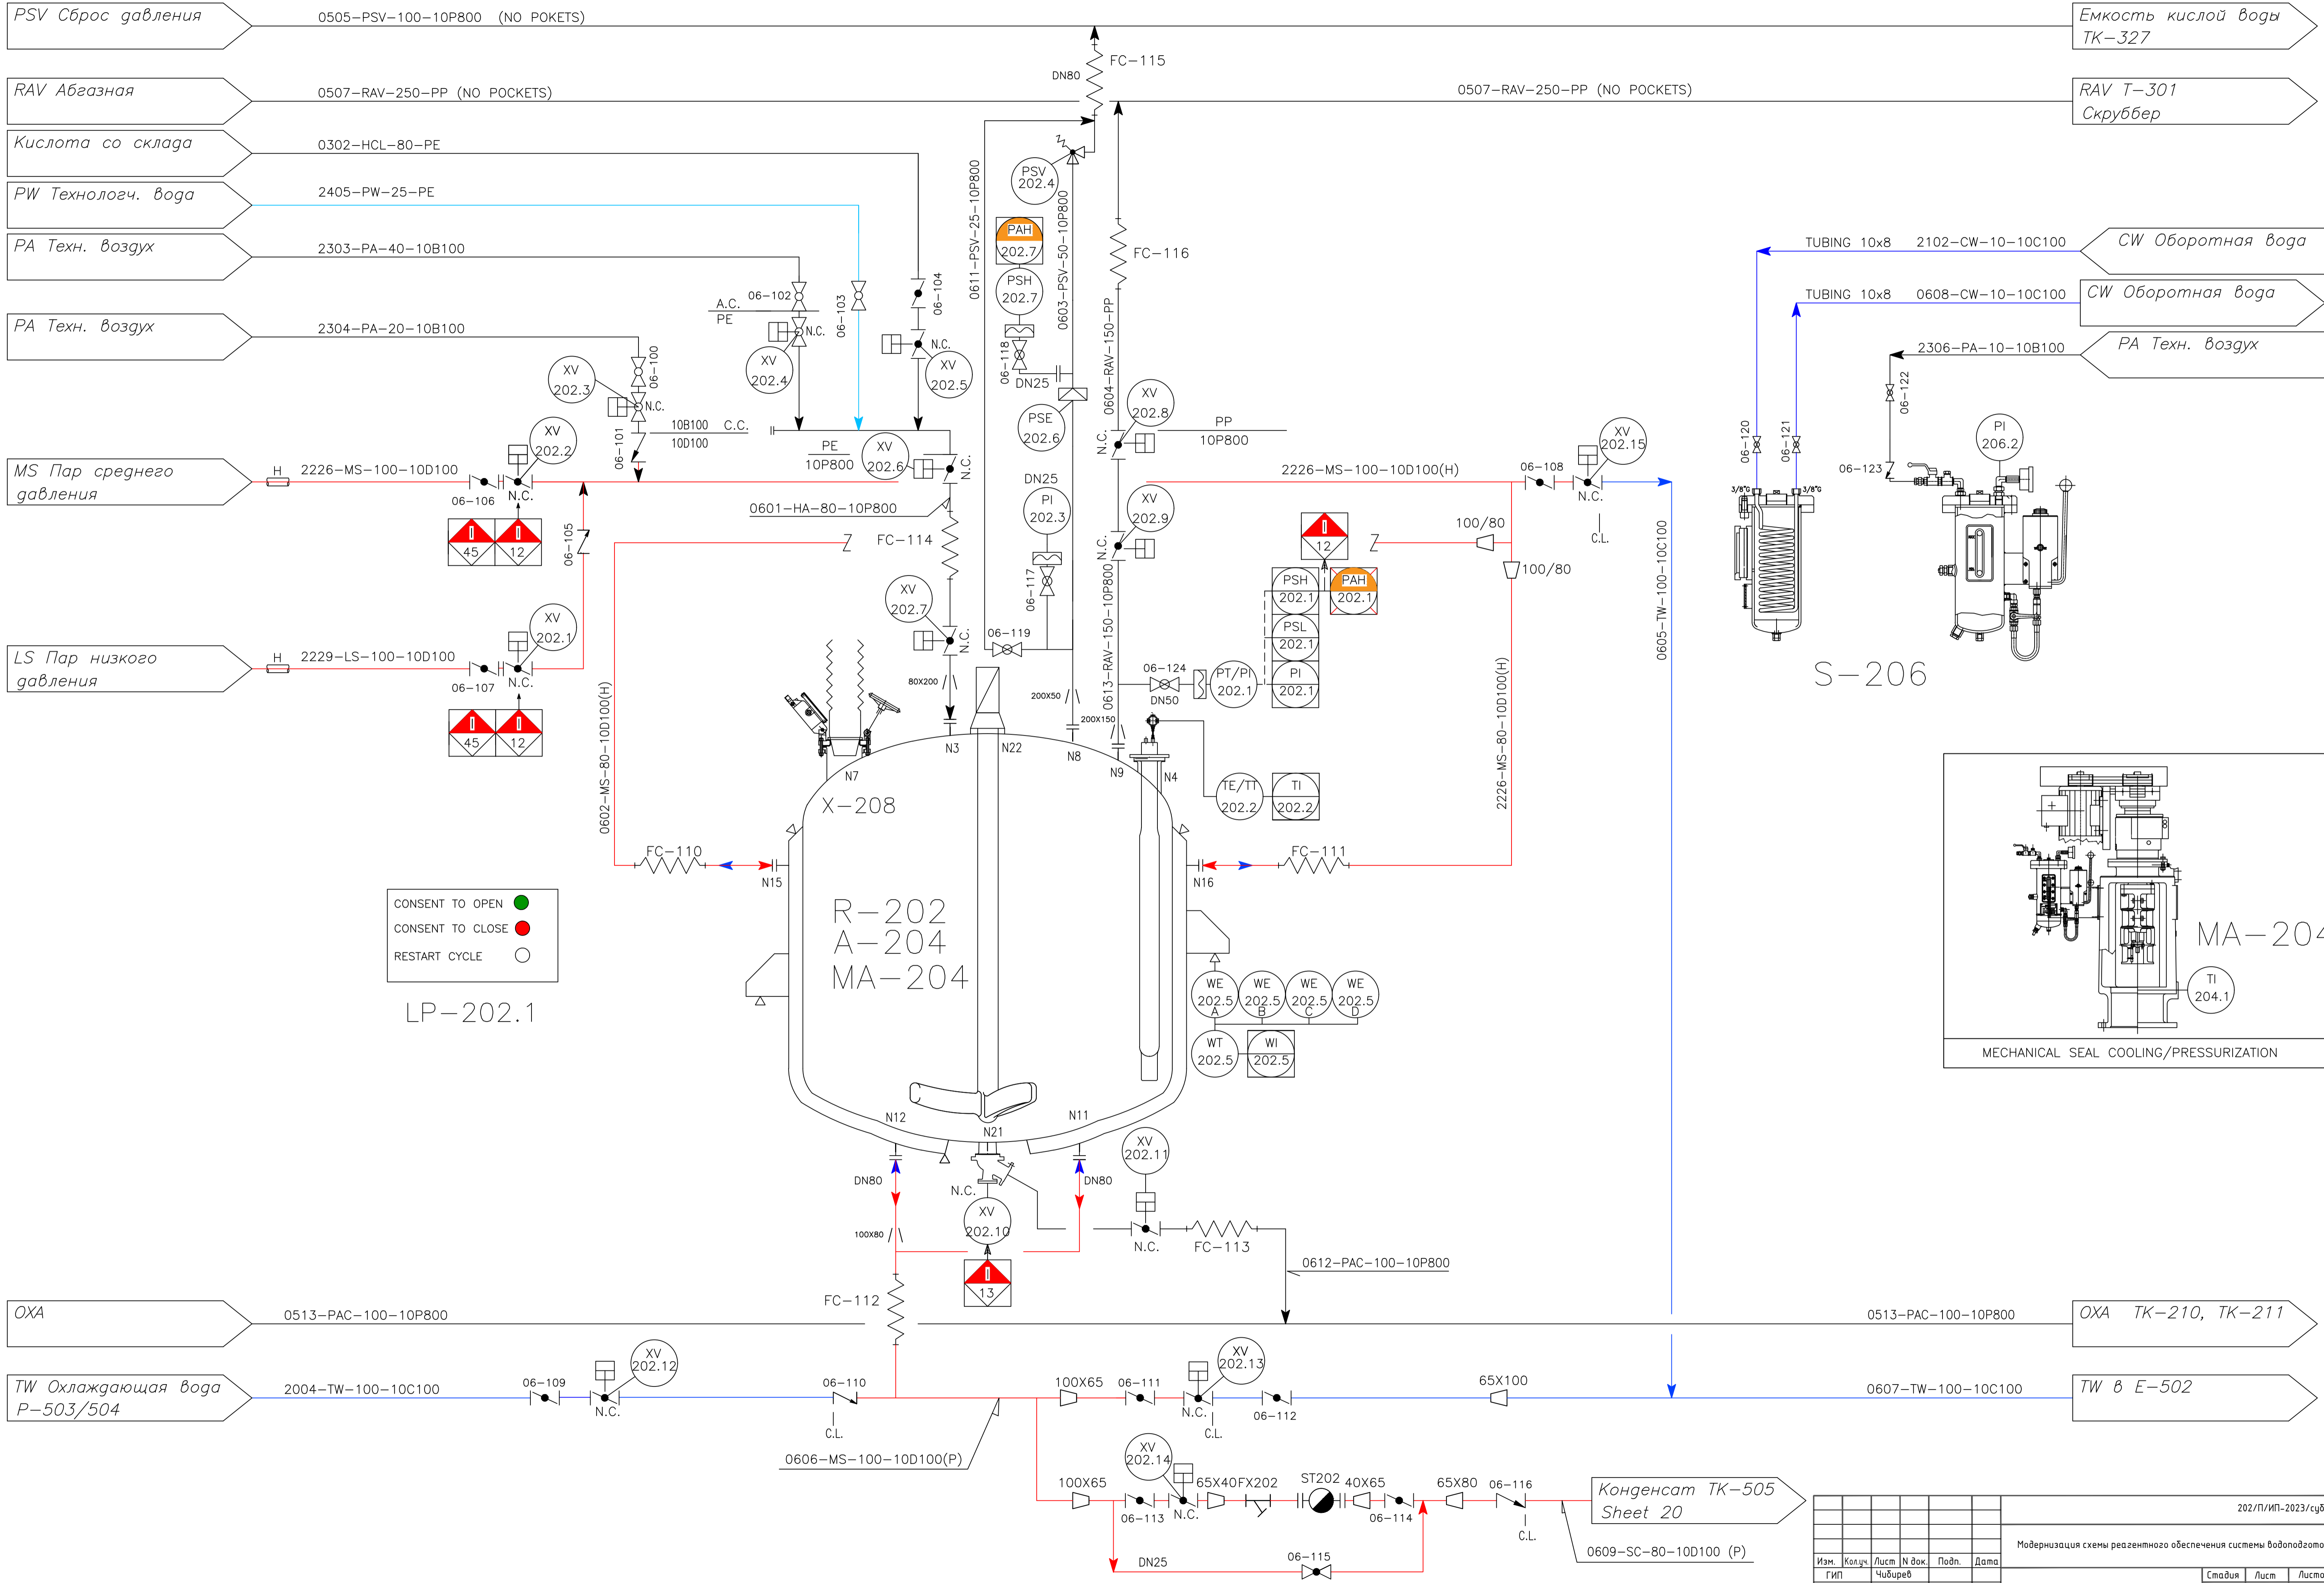 PSV Сброс давления
0505-PSV-100-10P800 (NO POKETS)
Емкость кислой воды
TK-327
FC-115
DN80
RAV Абгазная
0507-RAV-250-PP (NO POCKETS)
0507-RAV-250-PP (NO POCKETS)
RAV T-301
Скруббер
Кислота со склада
0302-HCL-80-PE
PW Технологч. вода
2405-PW-25-PE
PA Техн. воздух
2303-PA-40-10B100
PA Техн. воздух
2304-PA-20-10B100
PSV
202.4
0611-PSV-25-10P800
0603-PSV-50-10P800
PAH
202.7
PSH
202.7
06-118
DN25
PSE
202.6
FC-116
0604-RAV-150-PP
TUBING 10x8
2102-CW-10-10C100
CW Оборотная вода
TUBING 10x8
0608-CW-10-10C100
CW Оборотная вода
2306-PA-10-10B100
PA Техн. воздух
A.C.
PE
06-102
N.C.
XV
202.4
06-103
06-104
N.C.
XV
202.5
06-100
XV
202.3
N.C.
06-101
10B100 C.C.
10D100
PE
10P800
XV
202.6
N.C.
0601-HA-80-10P800
FC-114
XV
202.7
N.C.
80X200
XV
202.8
N.C.
PP
10P800
XV
202.9
N.C.
0613-RAV-150-10P800
DN25
PI
202.3
06-117
06-119
200X50
200X150
MS Пар среднего
давления
H
2226-MS-100-10D100
06-106
XV
202.2
N.C.
45
12
06-105
LS Пар низкого
давления
H
2229-LS-100-10D100
06-107
XV
202.1
N.C.
45
12
0602-MS-80-10D100(H)
2226-MS-100-10D100(H)
06-108
XV
202.15
N.C.
C.L.
100/80
100/80
12
PSH
202.1
PAH
202.1
PSL
202.1
PI
202.1
PT/PI
202.1
06-124
DN50
2226-MS-80-10D100(H)
0605-TW-100-10C100
06-120
06-121
3/8"G
3/8"G
06-122
06-123
PI
206.2
S-206
N7
N3
N22
N8
N9
N4
X-208
TE/TT
202.2
TI
202.2
FC-110
N15
N16
FC-111
R-202
A-204
MA-204
CONSENT TO OPEN
CONSENT TO CLOSE
RESTART CYCLE
LP-202.1
WE
202.5
A
WE
202.5
B
WE
202.5
C
WE
202.5
D
WT
202.5
WI
202.5
MA-204
TI
204.1
MECHANICAL SEAL COOLING/PRESSURIZATION
N12
N21
N11
DN80
DN80
100X80
N.C.
XV
202.10
13
XV
202.11
N.C.
FC-113
0612-PAC-100-10P800
FC-112
OXA
0513-PAC-100-10P800
0513-PAC-100-10P800
OXA TK-210, TK-211
TW Охлаждающая вода
P-503/504
2004-TW-100-10C100
06-109
XV
202.12
N.C.
06-110
C.L.
0606-MS-100-10D100(P)
100X65
06-111
XV
202.13
N.C.
C.L.
06-112
65X100
0607-TW-100-10C100
TW в E-502
100X65
06-113
XV
202.14
N.C.
65X40
FX202
ST202
40X65
06-114
65X80
06-116
C.L.
Конденсат TK-505
Sheet 20
0609-SC-80-10D100 (P)
DN25
06-115
202/П/ИП-2023/суб
Модернизация схемы реагентного обеспечения системы водоподгото
Изм. Кол.уч. Лист N док. Подп. Дата
ГИП Чибирев
Стадия Лист Листу